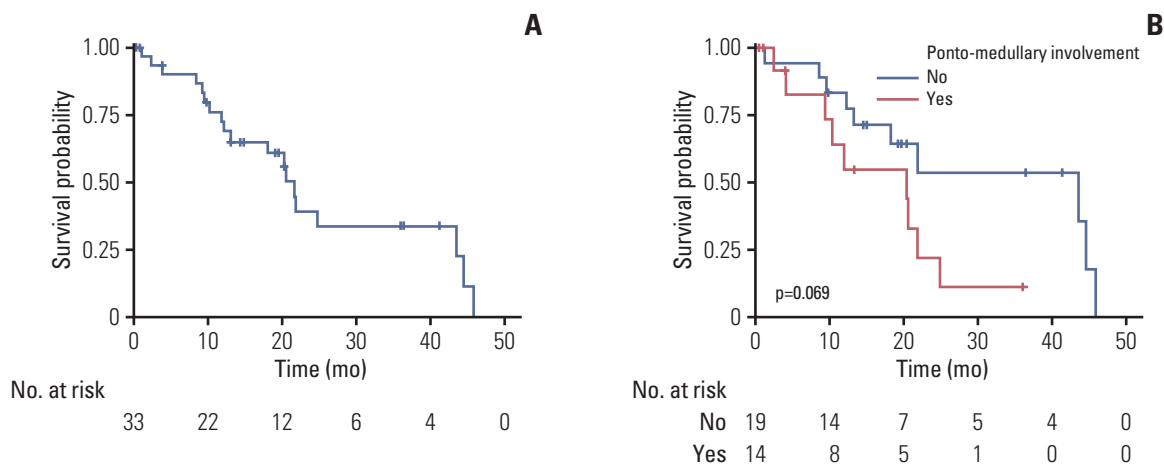 A
1.00
0.75
0.50
0.25
0
Survival probability
0 10 20 30 40 50
Time (mo)
No. at risk
33 22 12 6 4 0
B
Ponto-medullary involvement
No
Yes
1.00
0.75
0.50
0.25
0
Survival probability
p=0.069
0 10 20 30 40 50
Time (mo)
No. at risk
No 19 14 7 5 4 0
Yes 14 8 5 1 0 0